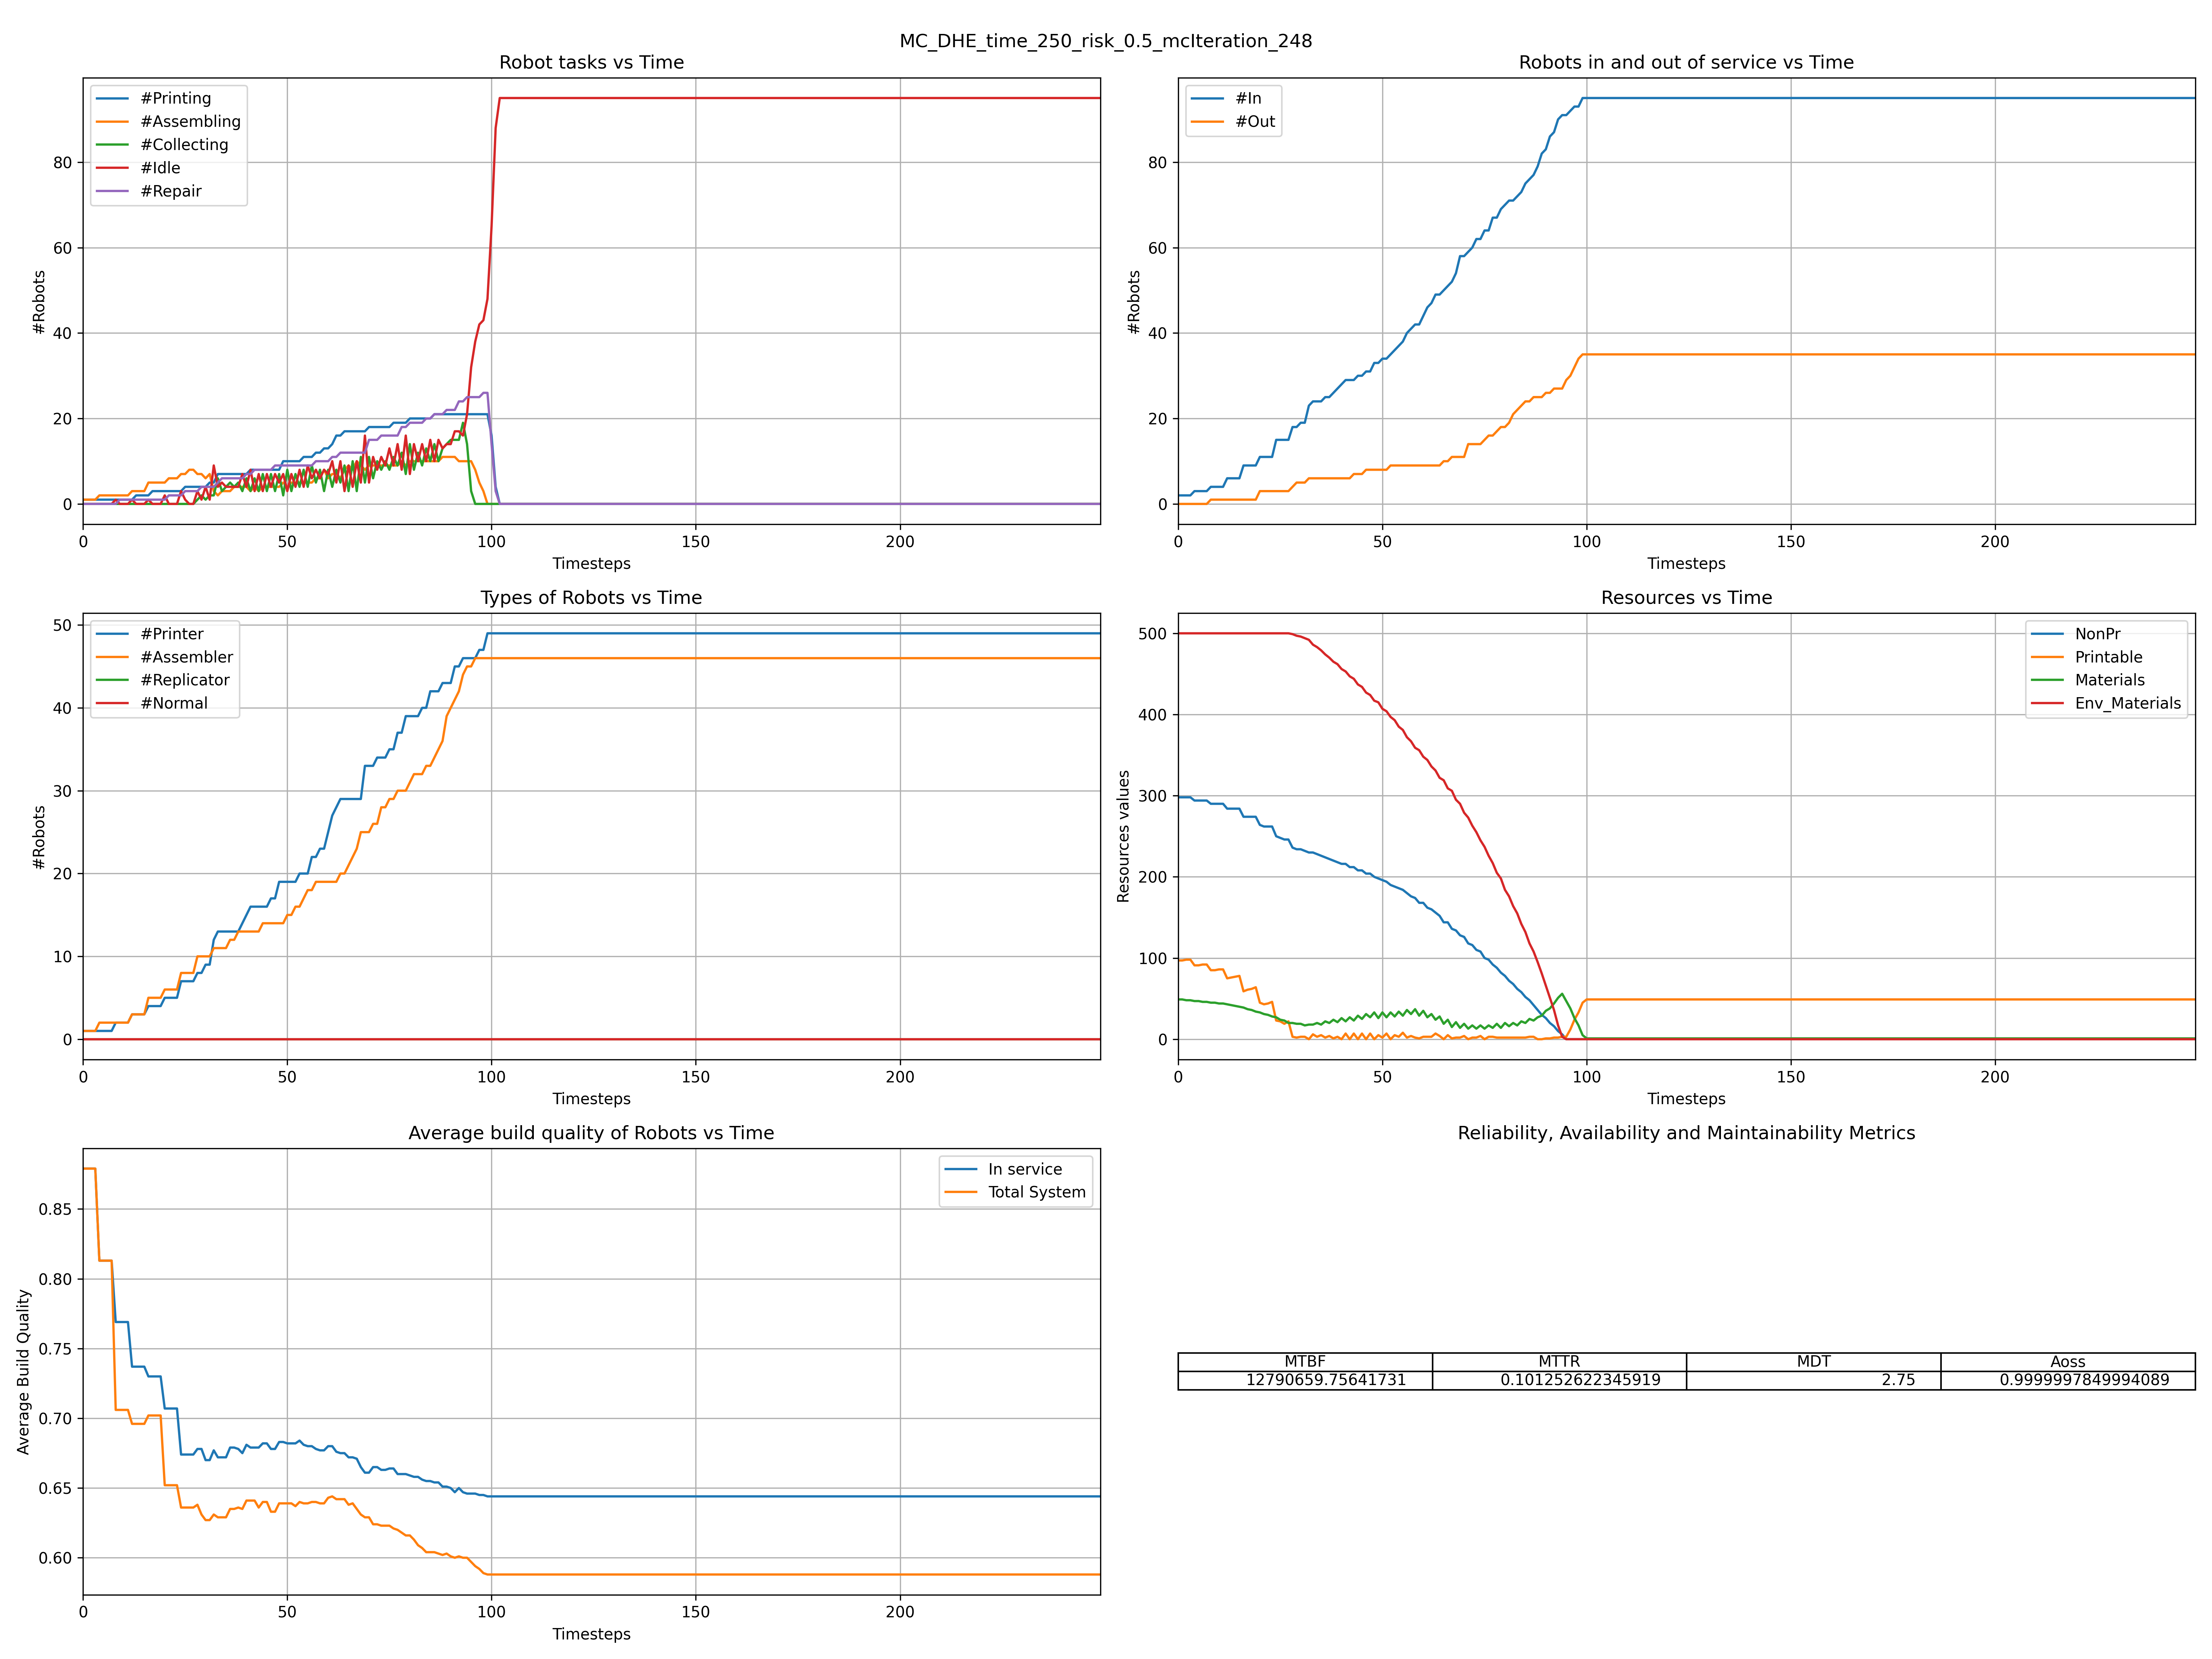 MC_DHE_time_250_risk_0.5_mcIteration_248
Robot tasks vs Time
#Printing
#Assembling
#Collecting
#Idle
#Repair
80
60
40
20
0
#Robots
0 50 100 150 200
Timesteps
Robots in and out of service vs Time
#In
#Out
80
60
40
20
0
#Robots
0 50 100 150 200
Timesteps
Types of Robots vs Time
#Printer
#Assembler
#Replicator
#Normal
50
40
30
20
10
0
#Robots
0 50 100 150 200
Timesteps
Resources vs Time
NonPr
Printable
Materials
Env_Materials
500
400
300
200
100
0
Resources values
0 50 100 150 200
Timesteps
Average build quality of Robots vs Time
In service
Total System
0.85
0.80
0.75
0.70
0.65
0.60
Average Build Quality
0 50 100 150 200
Timesteps
Reliability, Availability and Maintainability Metrics
MTBF MTTR MDT Aoss
12790659.75641731 0.101252622345919 2.75 0.9999997849994089